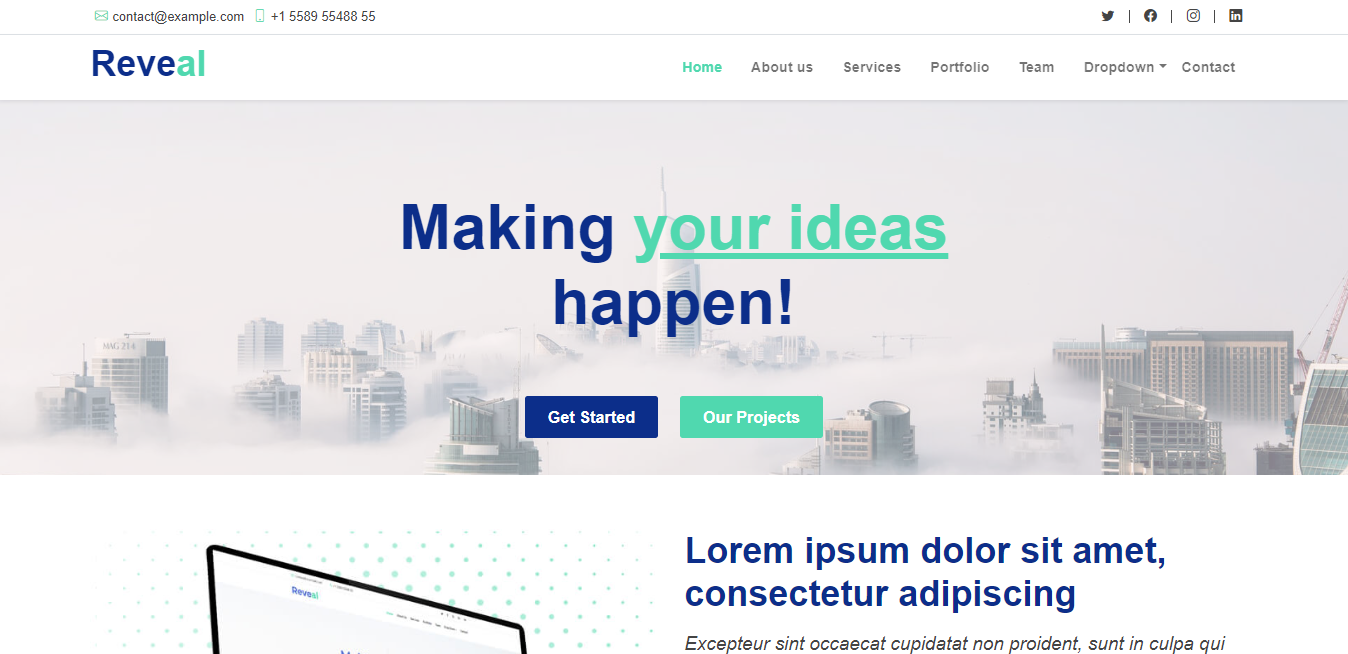 contact@example.com +1 5589 55488 55
Reveal
Home About us Services Portfolio Team Dropdown Contact
Making your ideas
happen!
MAG 214
Get Started Our Projects
Lorem ipsum dolor sit amet,
consectetur adipiscing
Reveal
Excepteur sint occaecat cupidatat non proident, sunt in culpa qui